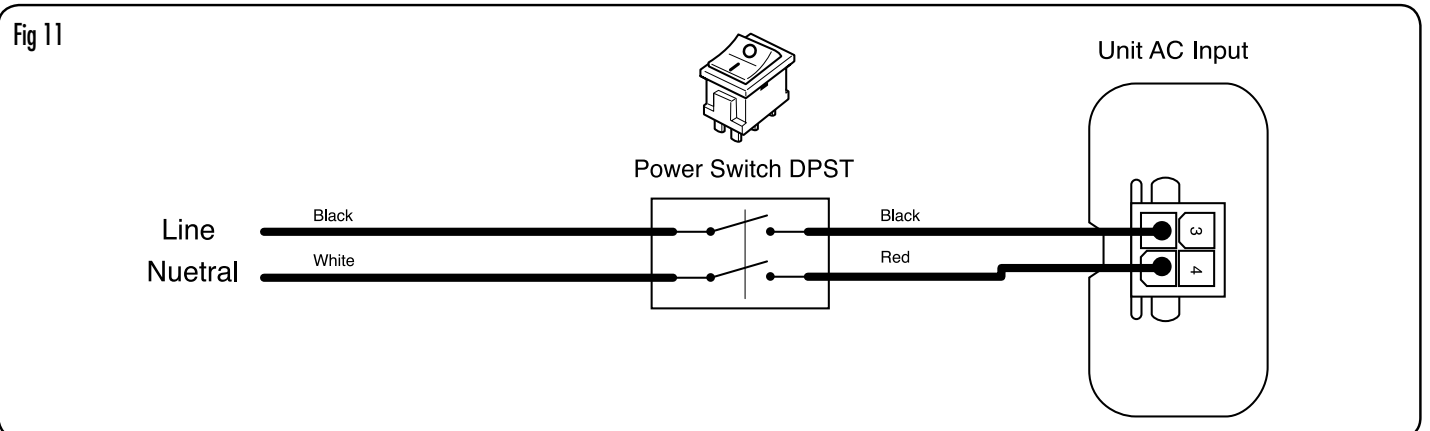 Fig 11
Unit AC Input
Power Switch DPST
Line
Black
Black
Nuetral
White
Red
3
4